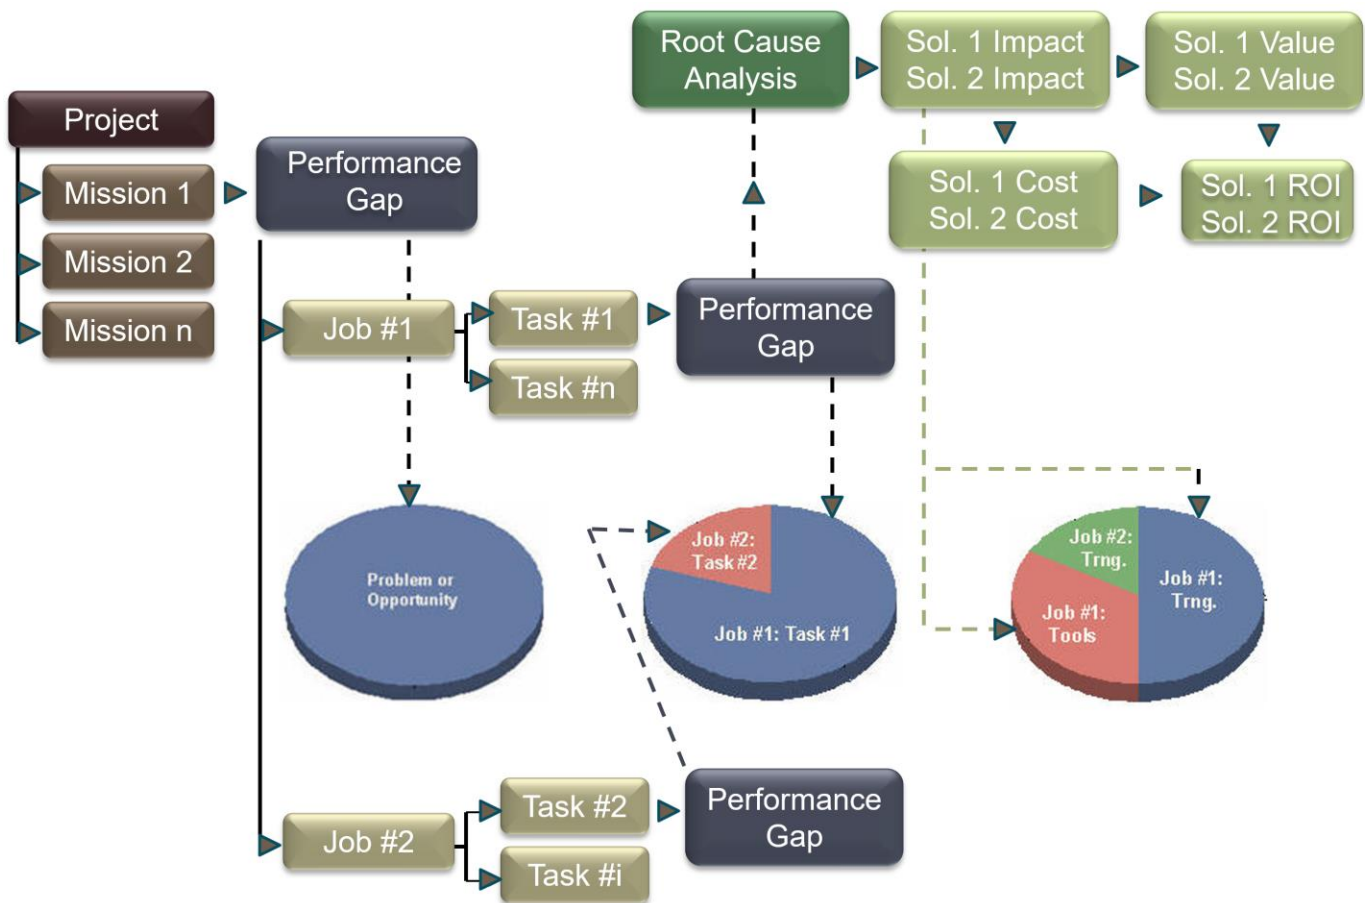 Root Cause
Analysis
Sol. 1 Impact
Sol. 2 Impact
Sol. 1 Value
Sol. 2 Value
Project
Mission 1
Mission 2
Mission n
Performance
Gap
Sol. 1 Cost
Sol. 2 Cost
Sol. 1 ROI
Sol. 2 ROI
Job #1
Task #1
Task #n
Performance
Gap
Problem or
Opportunity
Job #2:
Task #2
Job #1: Task #1
Job #2:
Trng.
Job #1:
Trng.
Job #1:
Tools
Job #2
Task #2
Task #i
Performance
Gap